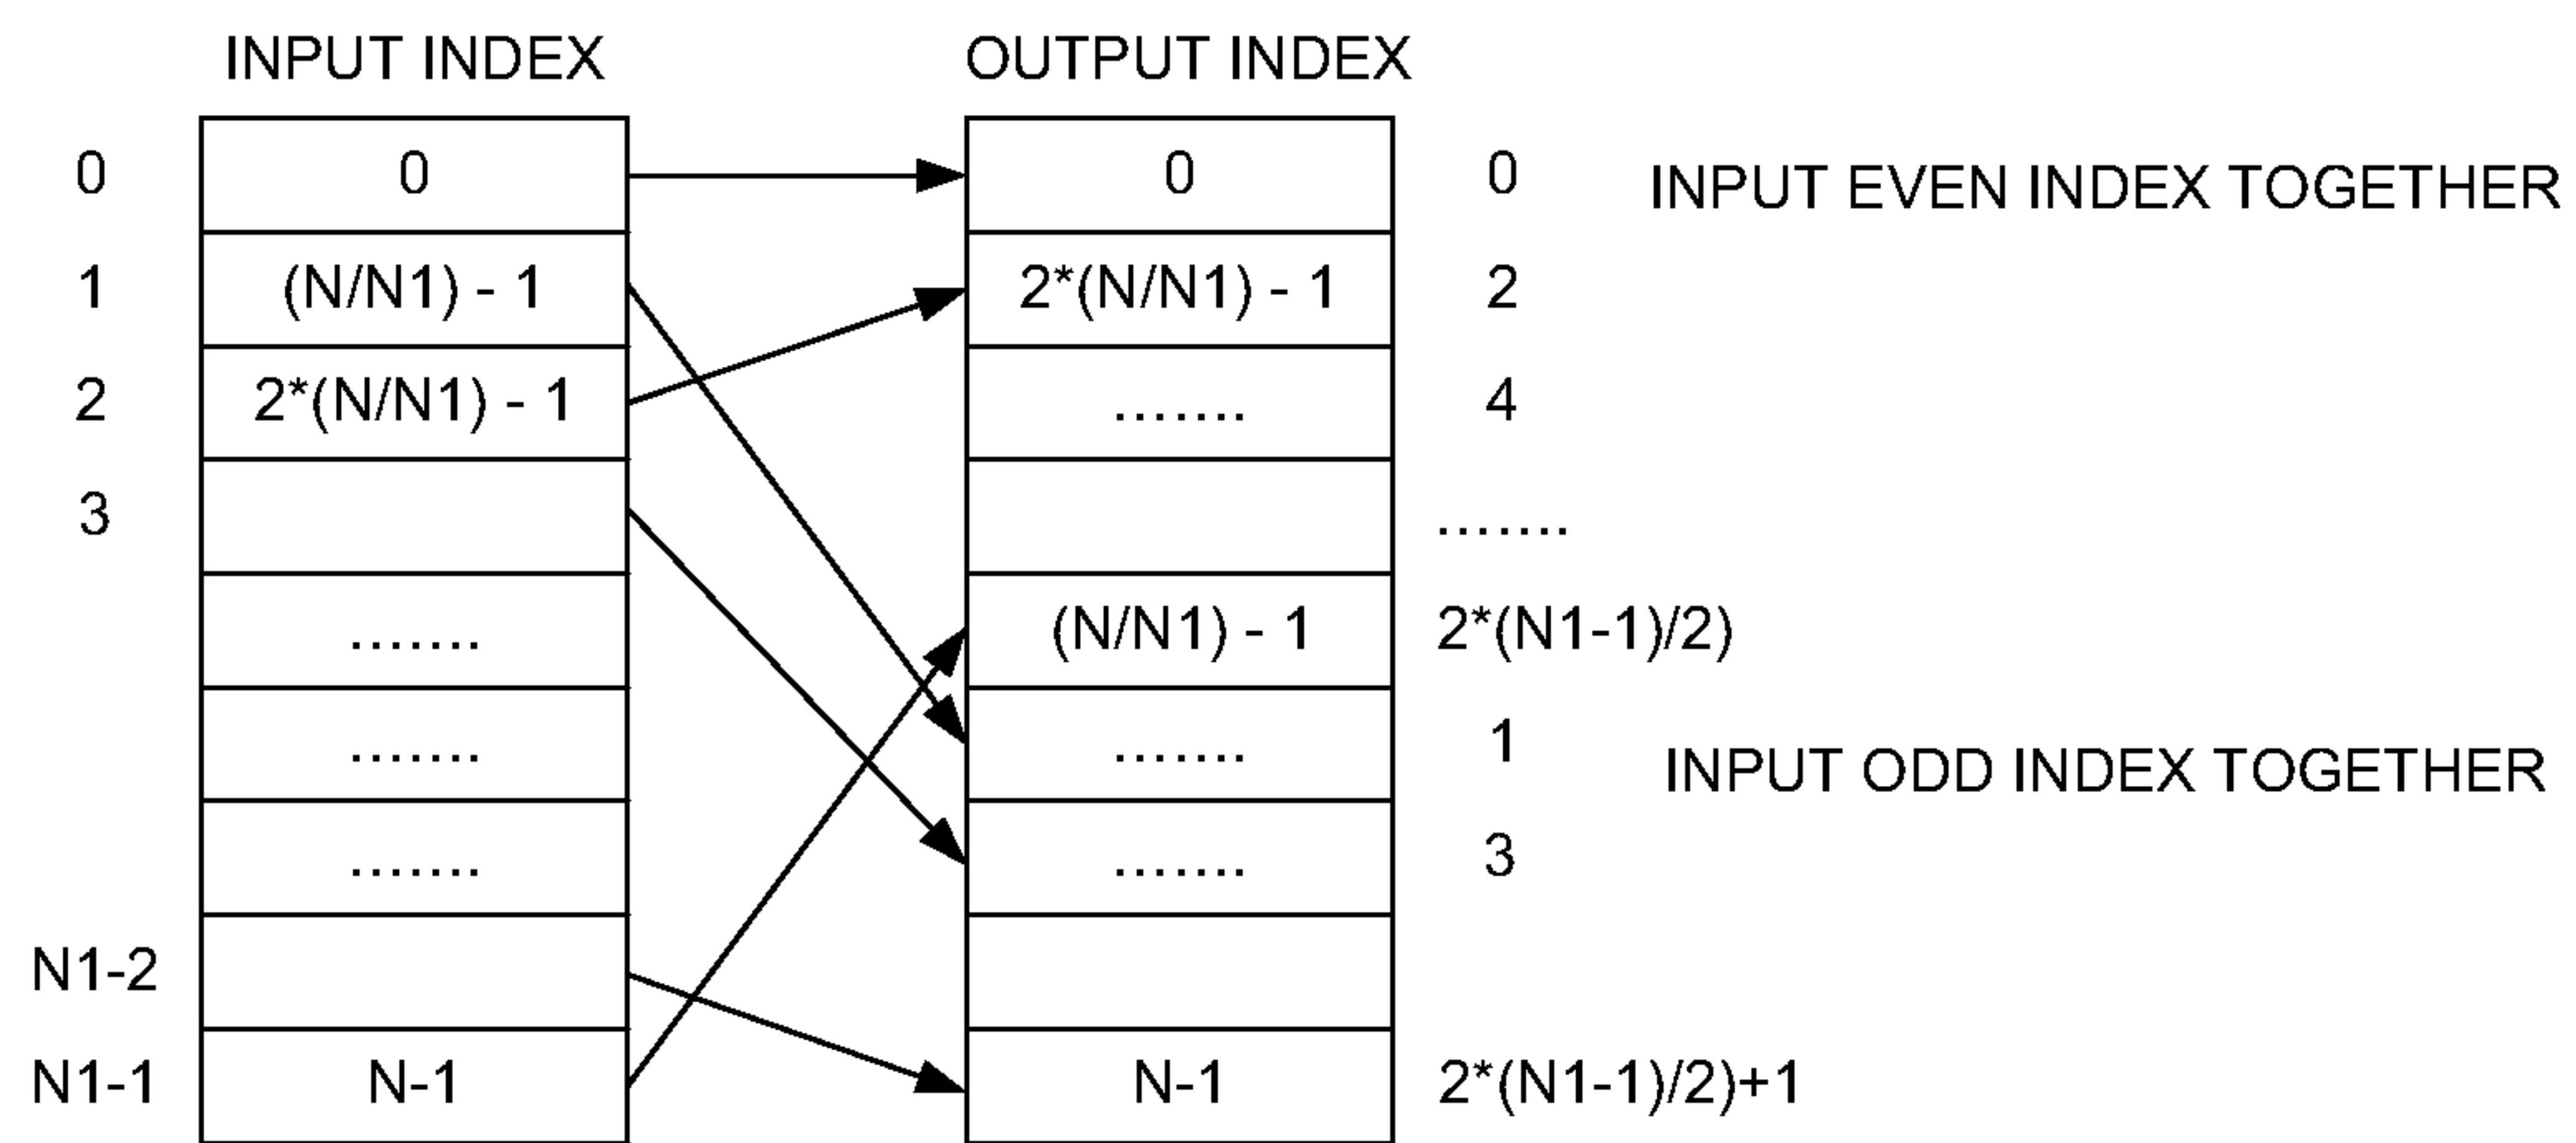 INPUT INDEX OUTPUT INDEX
0 0 0 0 INPUT EVEN INDEX TOGETHER
1 (N/N1) - 1 2*(N/N1) - 1 2
2 2*(N/N1) - 1 ....... 4
3 .......
....... (N/N1) - 1 2*(N1-1)/2)
....... ....... 1 INPUT ODD INDEX TOGETHER
....... ....... 3
N1-2
N1-1 N-1 N-1 2*(N1-1)/2)+1